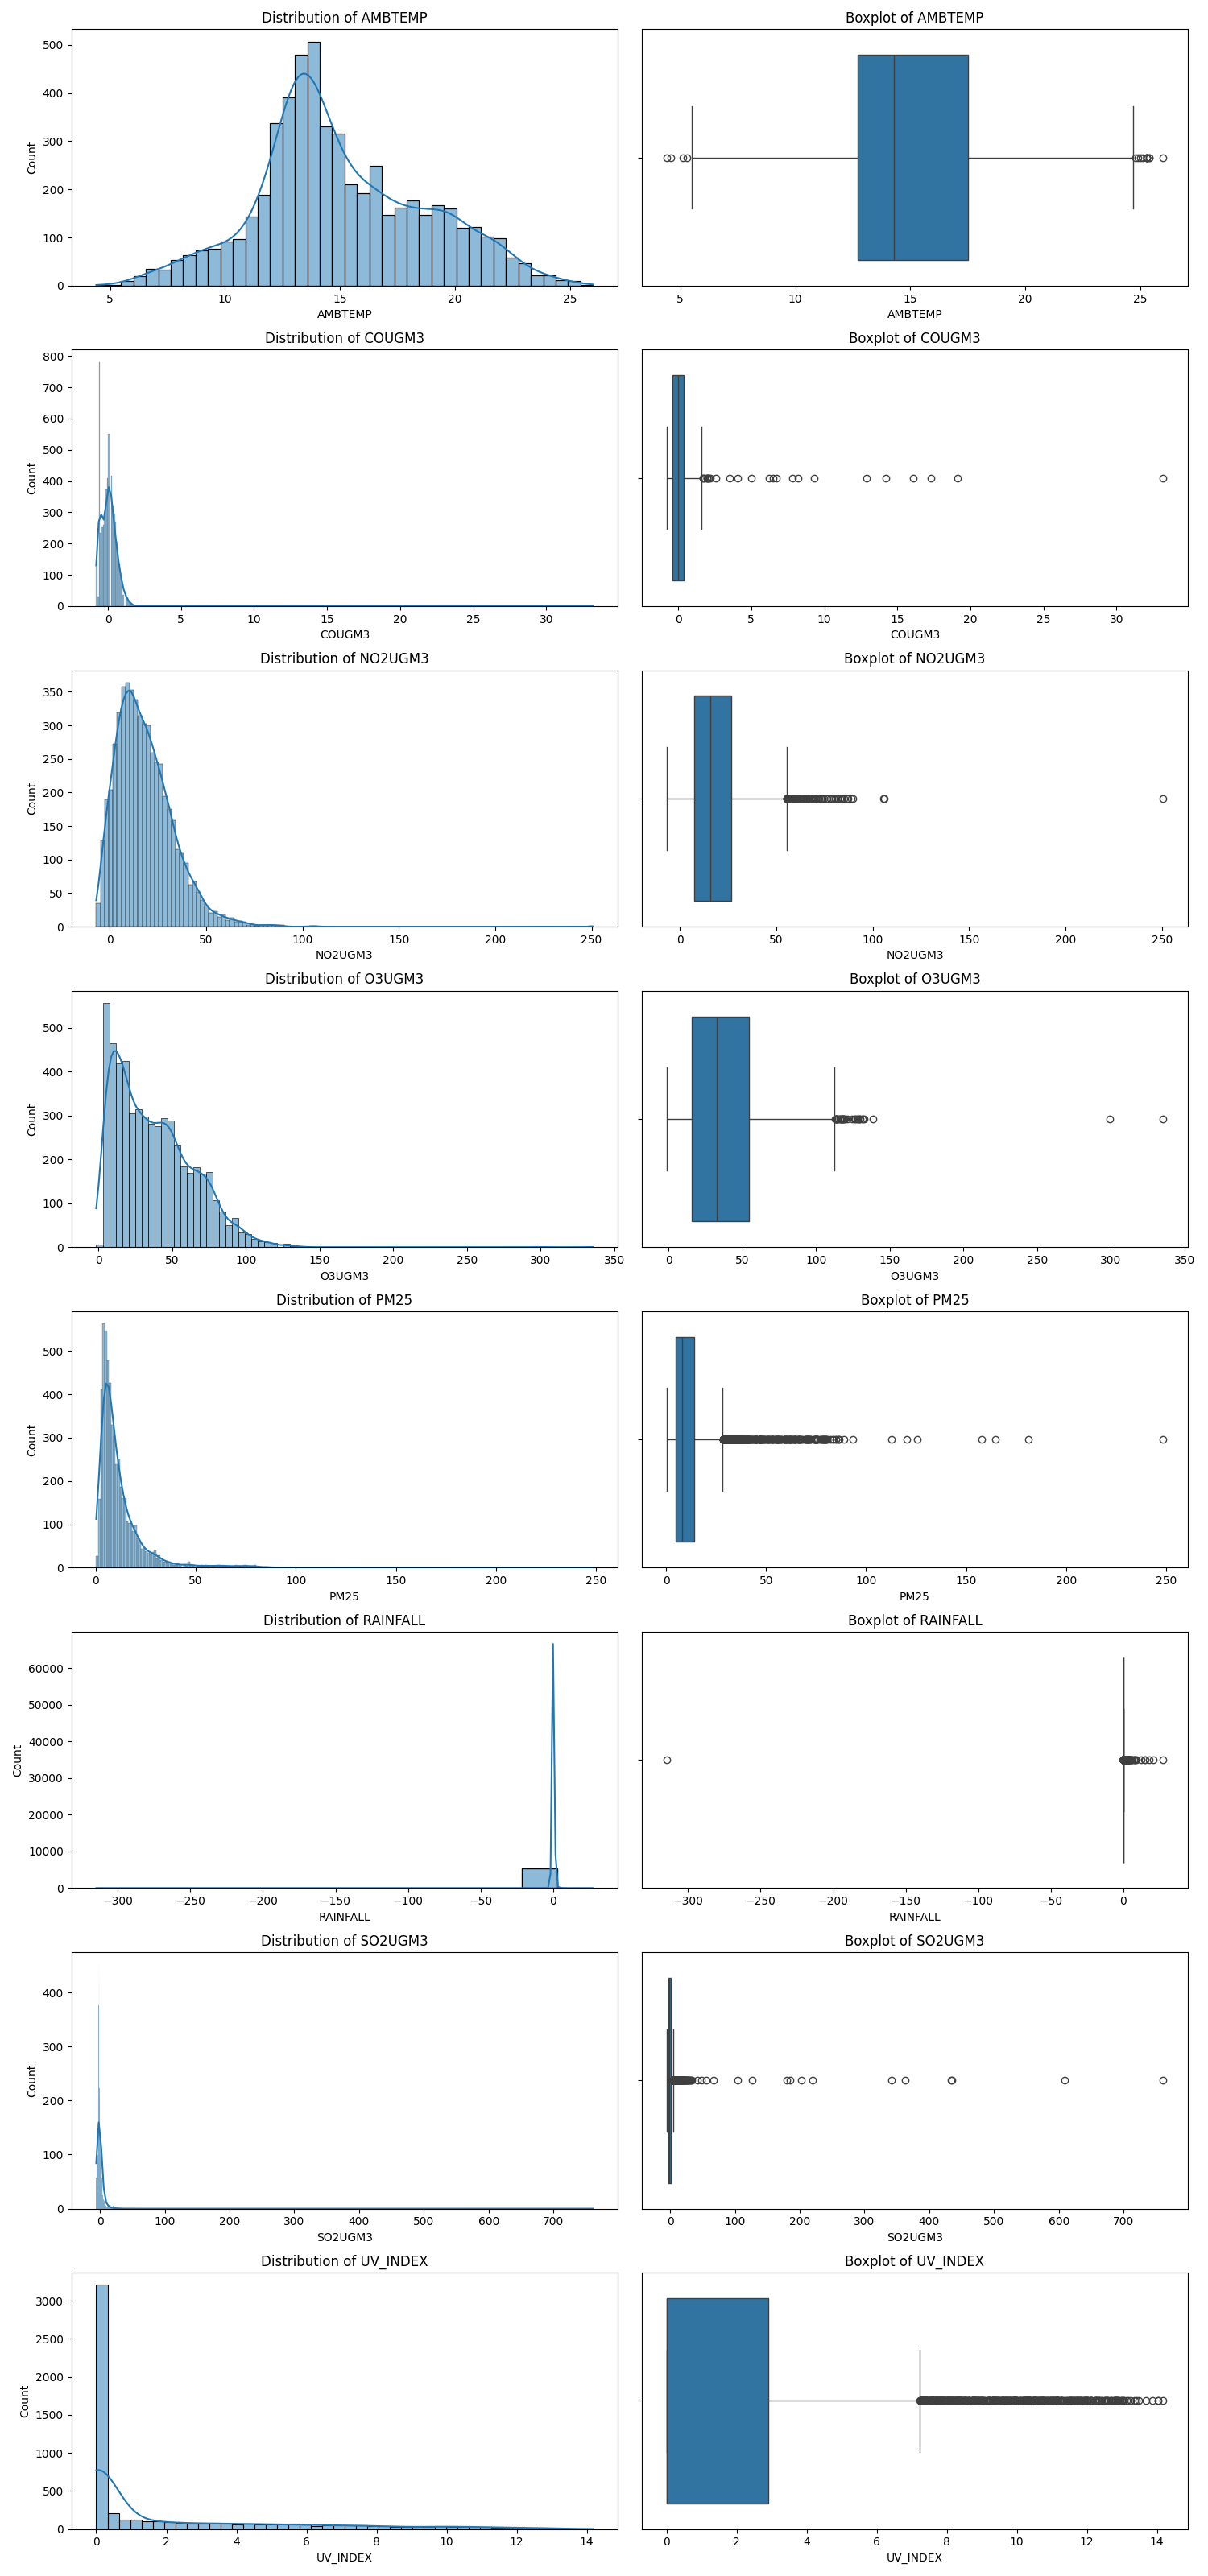 Distribution of AMBTEMP
Boxplot of AMBTEMP
500
400
300
200
100
0
Count
5 10 15 20 25
AMBTEMP
5 10 15 20 25
AMBTEMP
Distribution of COUGM3
Boxplot of COUGM3
800
700
600
500
400
300
200
100
0
Count
0 5 10 15 20 25 30
COUGM3
0 5 10 15 20 25 30
COUGM3
Distribution of NO2UGM3
Boxplot of NO2UGM3
350
300
250
200
150
100
50
0
Count
0 50 100 150 200 250
NO2UGM3
0 50 100 150 200 250
NO2UGM3
Distribution of O3UGM3
Boxplot of O3UGM3
500
400
300
200
100
0
Count
0 50 100 150 200 250 300 350
O3UGM3
0 50 100 150 200 250 300 350
O3UGM3
Distribution of PM25
Boxplot of PM25
500
400
300
200
100
0
Count
0 50 100 150 200 250
PM25
0 50 100 150 200 250
PM25
Distribution of RAINFALL
Boxplot of RAINFALL
60000
50000
40000
30000
20000
10000
0
Count
−300 −250 −200 −150 −100 −50 0
RAINFALL
−300 −250 −200 −150 −100 −50 0
RAINFALL
Distribution of SO2UGM3
Boxplot of SO2UGM3
400
300
200
100
0
Count
0 100 200 300 400 500 600 700
SO2UGM3
0 100 200 300 400 500 600 700
SO2UGM3
Distribution of UV_INDEX
Boxplot of UV_INDEX
3000
2500
2000
1500
1000
500
0
Count
0 2 4 6 8 10 12 14
UV_INDEX
0 2 4 6 8 10 12 14
UV_INDEX